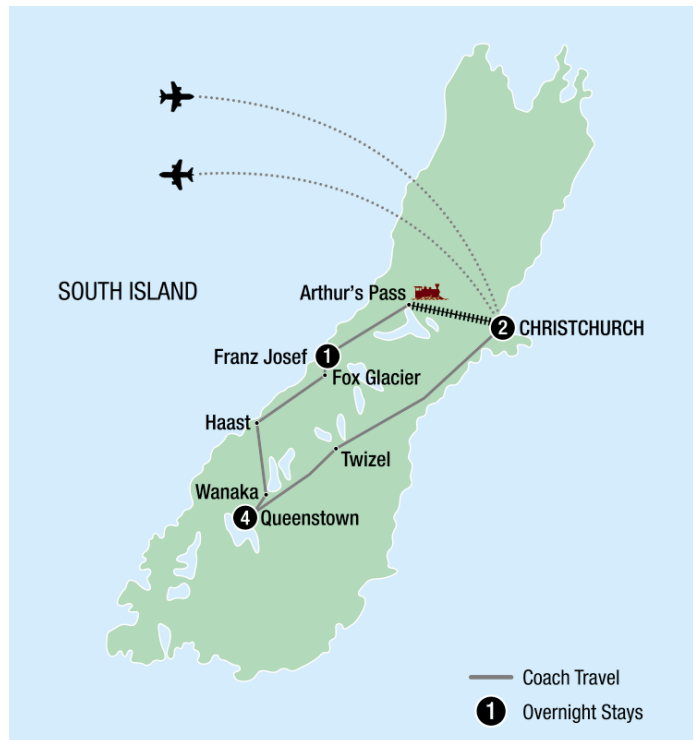 SOUTH ISLAND
Arthur's Pass
2 CHRISTCHURCH
Franz Josef 1
Fox Glacier
Haast
Twizel
Wanaka
4 Queenstown
Coach Travel
1 Overnight Stays